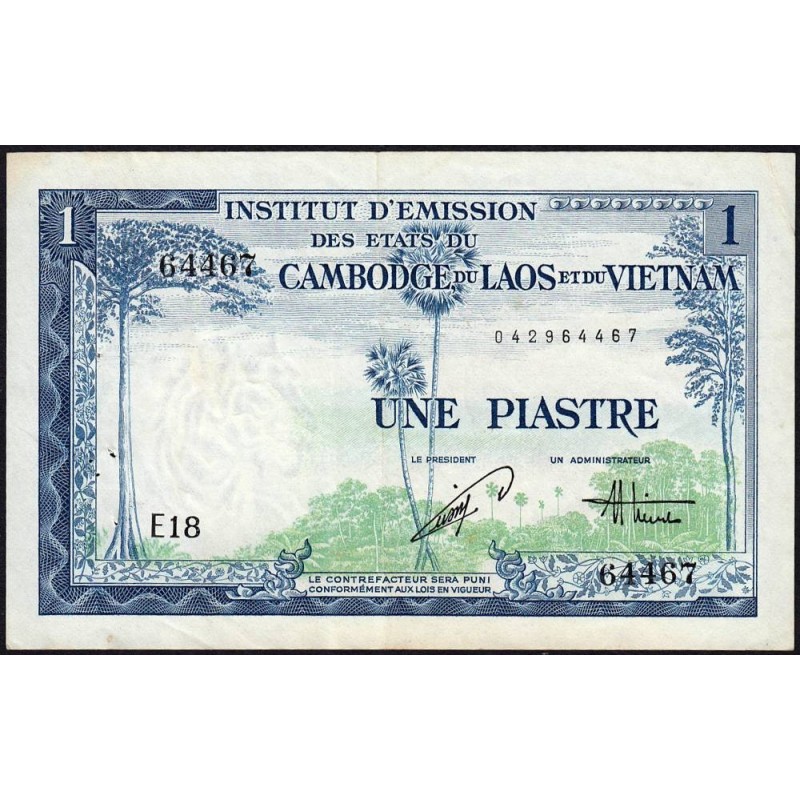 1
INSTITUT D'EMISSION
1
DES ETATS DU
64467
CAMBODGE DU LAOS ET DU VIETNAM
042964467
UNE PIASTRE
LE PRESIDENT UN ADMINISTRATEUR
E18
64467
LE CONTREFACTEUR SERA PUNI
CONFORMÉMENT AUX LOIS EN VIGUEUR